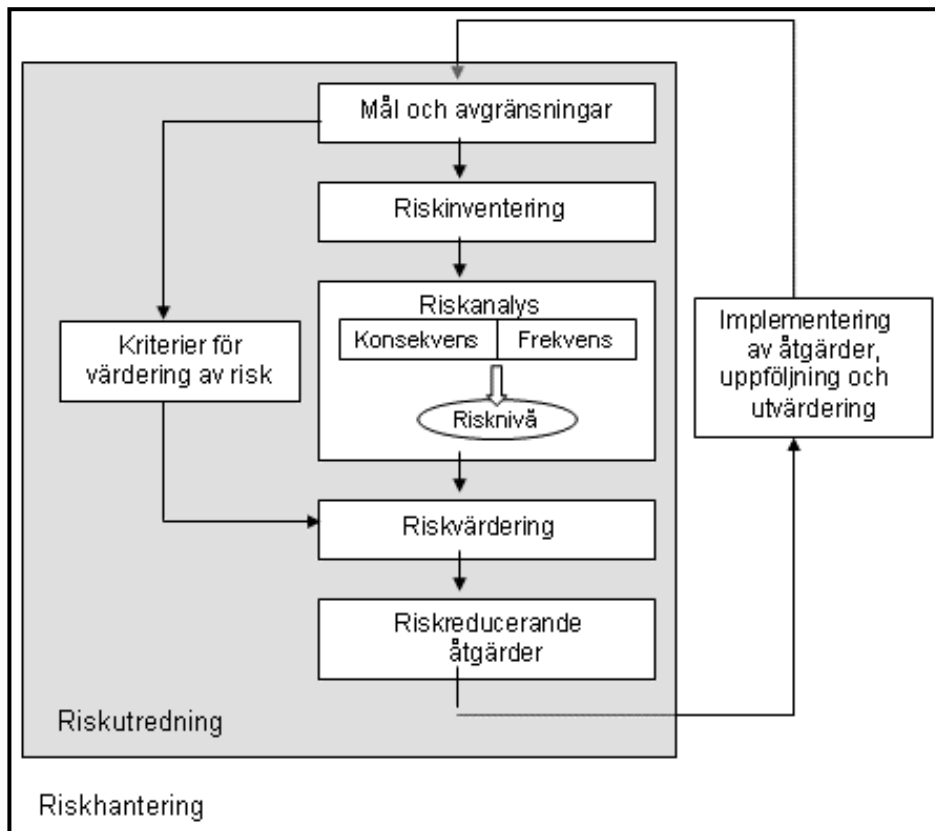 Mål och avgränsningar
Riskinventering
Riskanalys
Konsekvens
Frekvens
Risknivå
Kriterier för
värdering av risk
Implementering
av åtgärder,
uppföljning och
utvärdering
Riskvärdering
Riskreducerande
åtgärder
Riskutredning
Riskhantering